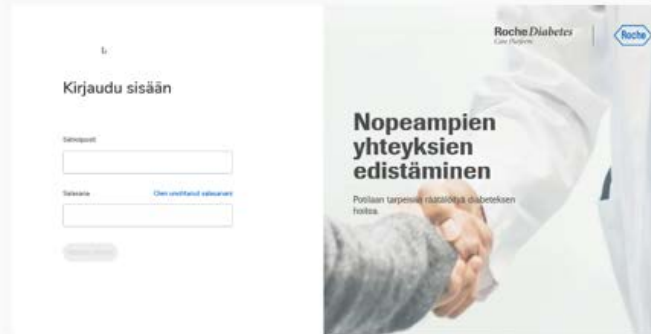 Kirjaudu sisään
Sähköposti
Salasana
Olen unohtanut salasanani
Roche Diabetes
Care Platform
Roche
Nopeampien
yhteyksien
edistäminen
Potilaan tarpeisiin räätälöityä diabeteksen
hoitoa.